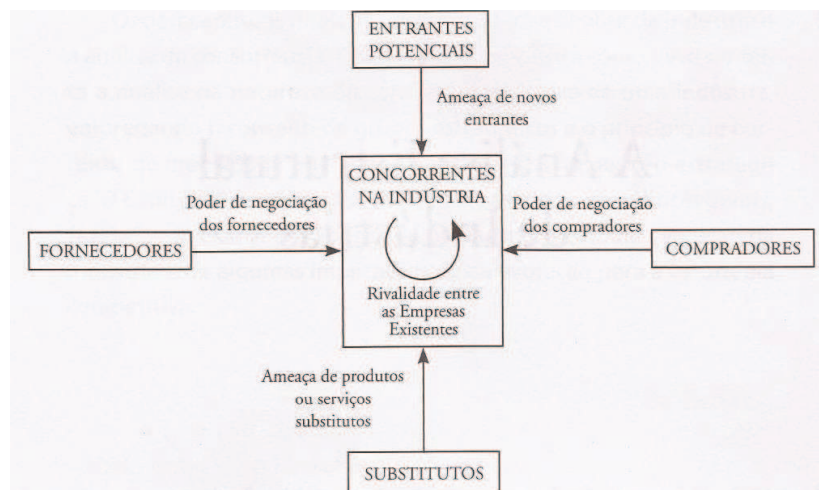 ENTRANTES
POTENCIAIS
Ameaça de novos
entrantes
CONCORRENTES
NA INDÚSTRIA
Poder de negociação
dos fornecedores
Poder de negociação
dos compradores
FORNECEDORES
COMPRADORES
Rivalidade entre
as Empresas
Existentes
Ameaça de produtos
ou serviços
substitutos
SUBSTITUTOS